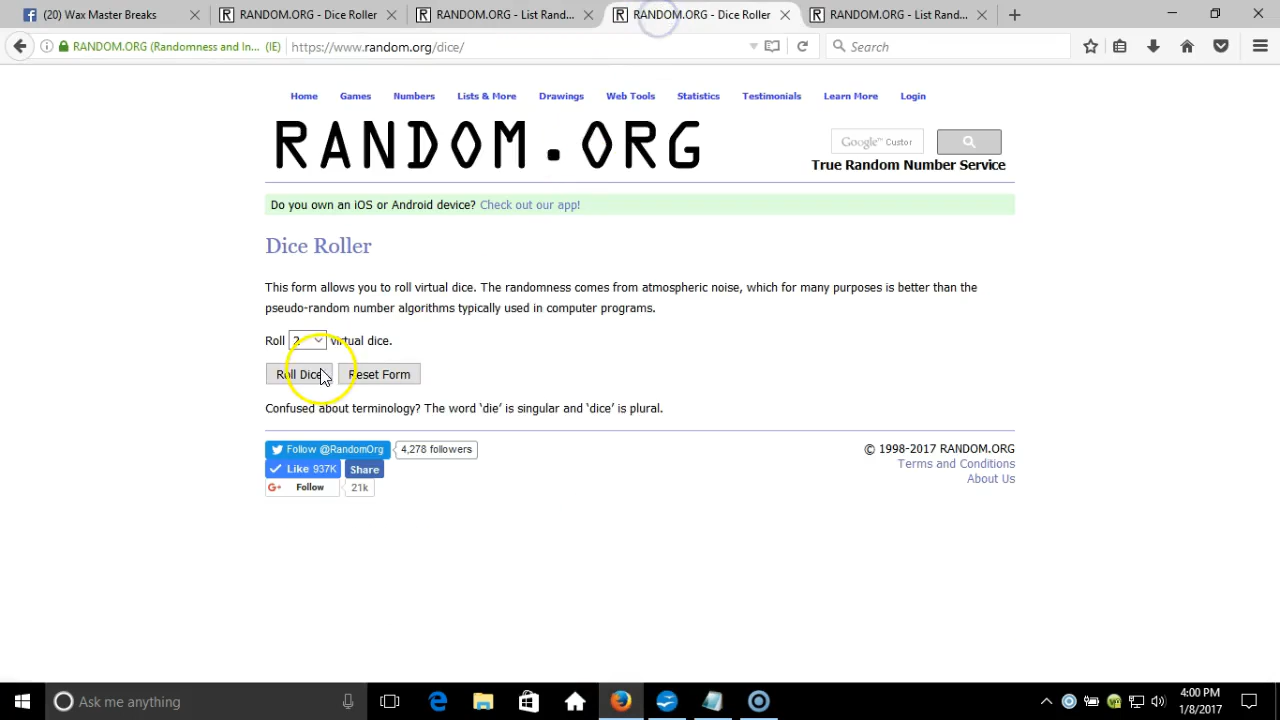 (20) Wax Master Breaks
RANDOM.ORG - Dice Roller
RANDOM.ORG - List Rand...
RANDOM.ORG - Dice Roller
RANDOM.ORG - List Rand...
RANDOM.ORG (Randomness and In... (IE)
https://www.random.org/dice/
Search
Home Games Numbers Lists & More Drawings Web Tools Statistics Testimonials Learn More Login
RANDOM.ORG
Google™ Custor
True Random Number Service
Do you own an iOS or Android device? Check out our app!
Dice Roller
This form allows you to roll virtual dice. The randomness comes from atmospheric noise, which for many purposes is better than the
pseudo-random number algorithms typically used in computer programs.
Roll 2 virtual dice.
Roll Dice Reset Form
Confused about terminology? The word ‘die’ is singular and ‘dice’ is plural.
Follow @RandomOrg 4,278 followers
Like 937K Share
G+ Follow 21k
© 1998-2017 RANDOM.ORG
Terms and Conditions
About Us
Ask me anything
4:00 PM
1/8/2017